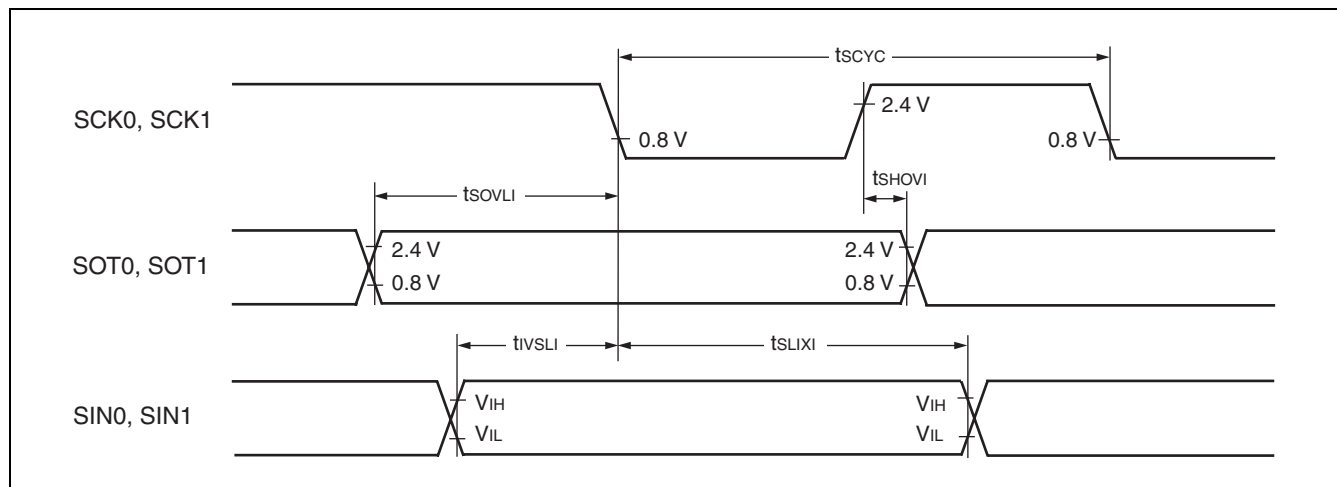 tSCYC
SCK0, SCK1
2.4 V
0.8 V
0.8 V
tSHOVI
tSOVLI
SOT0, SOT1
2.4 V
2.4 V
0.8 V
0.8 V
tIVSLI
tSLIXI
SIN0, SIN1
VIH
VIH
VIL
VIL